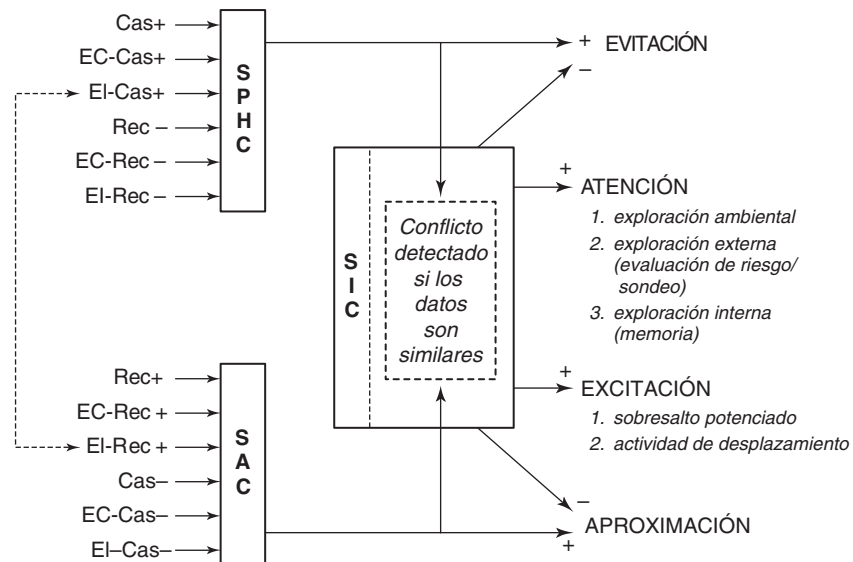 Cas+
EC-Cas+
EI-Cas+
Rec –
EC-Rec –
EI-Rec –
S
P
H
C
+ EVITACIÓN
–
S
I
C
Conflicto
detectado
si los
datos
son
similares
+
ATENCIÓN
1. exploración ambiental
2. exploración externa
(evaluación de riesgo/
sondeo)
3. exploración interna
(memoria)
+
EXCITACIÓN
1. sobresalto potenciado
2. actividad de desplazamiento
Rec+
EC-Rec +
EI-Rec +
Cas–
EC-Cas–
EI–Cas–
S
A
C
–
APROXIMACIÓN
+